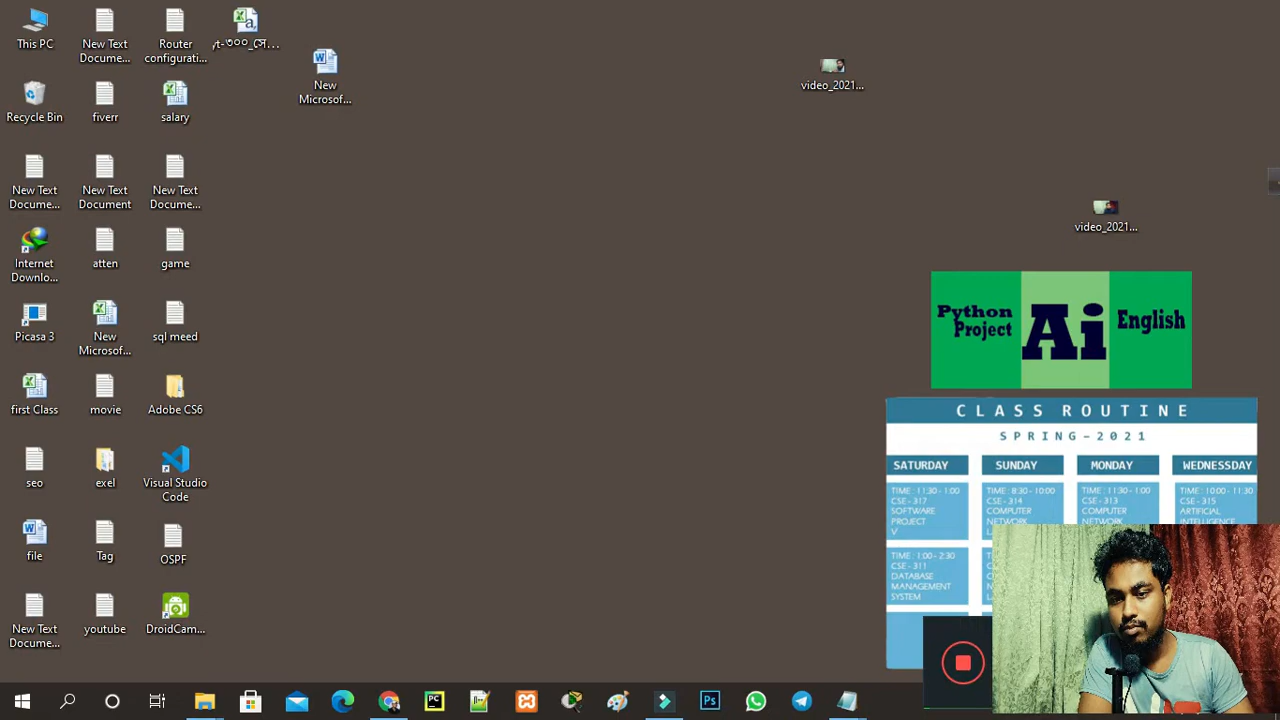 This PC
New Text
Docume...
Router
configurati...
New
Microsof...
video_2021...
Recycle Bin
fiverr
salary
New Text
Docume...
New Text
Document
New Text
Docume...
video_2021...
Internet
Downlo...
atten
game
Python
Project
Ai
English
Picasa 3
New
Microsof...
sql meed
first Class
movie
Adobe CS6
CLASS ROUTINE
SPRING-2021
SATURDAY
SUNDAY
MONDAY
WEDNESDAY
TIME : 11:30 - 1:00
CSE - 317
SOFTWARE
PROJECT
V
TIME : 8:30 - 10:00
CSE - 314
COMPUTER
NETWORK
TIME : 11:30 - 1:00
CSE - 313
COMPUTER
NETWORK
TIME : 10:00 - 11:30
CSE - 315
ARTIFICIAL
INTELLIGENCE
TIME : 1:00 - 2:30
CSE - 311
DATABASE
MANAGEMENT
SYSTEM
seo
exel
Visual Studio
Code
file
Tag
OSPF
New Text
Docume...
youtube
DroidCam...
PC
Ps